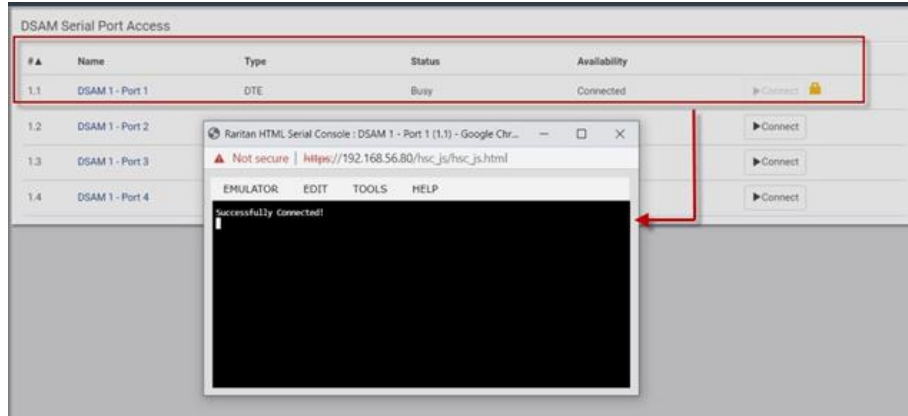 DSAM Serial Port Access
#▲ Name Type Status Availability
1.1 DSAM 1 - Port 1 DTE Busy Connected ▶Connect
1.2 DSAM 1 - Port 2 ▶Connect
1.3 DSAM 1 - Port 3 ▶Connect
1.4 DSAM 1 - Port 4 ▶Connect
Raritan HTML Serial Console : DSAM 1 - Port 1 (1.1) - Google Chr...
Not secure | https://192.168.56.80/hsc_js/hsc_js.html
EMULATOR EDIT TOOLS HELP
Successfully Connected!